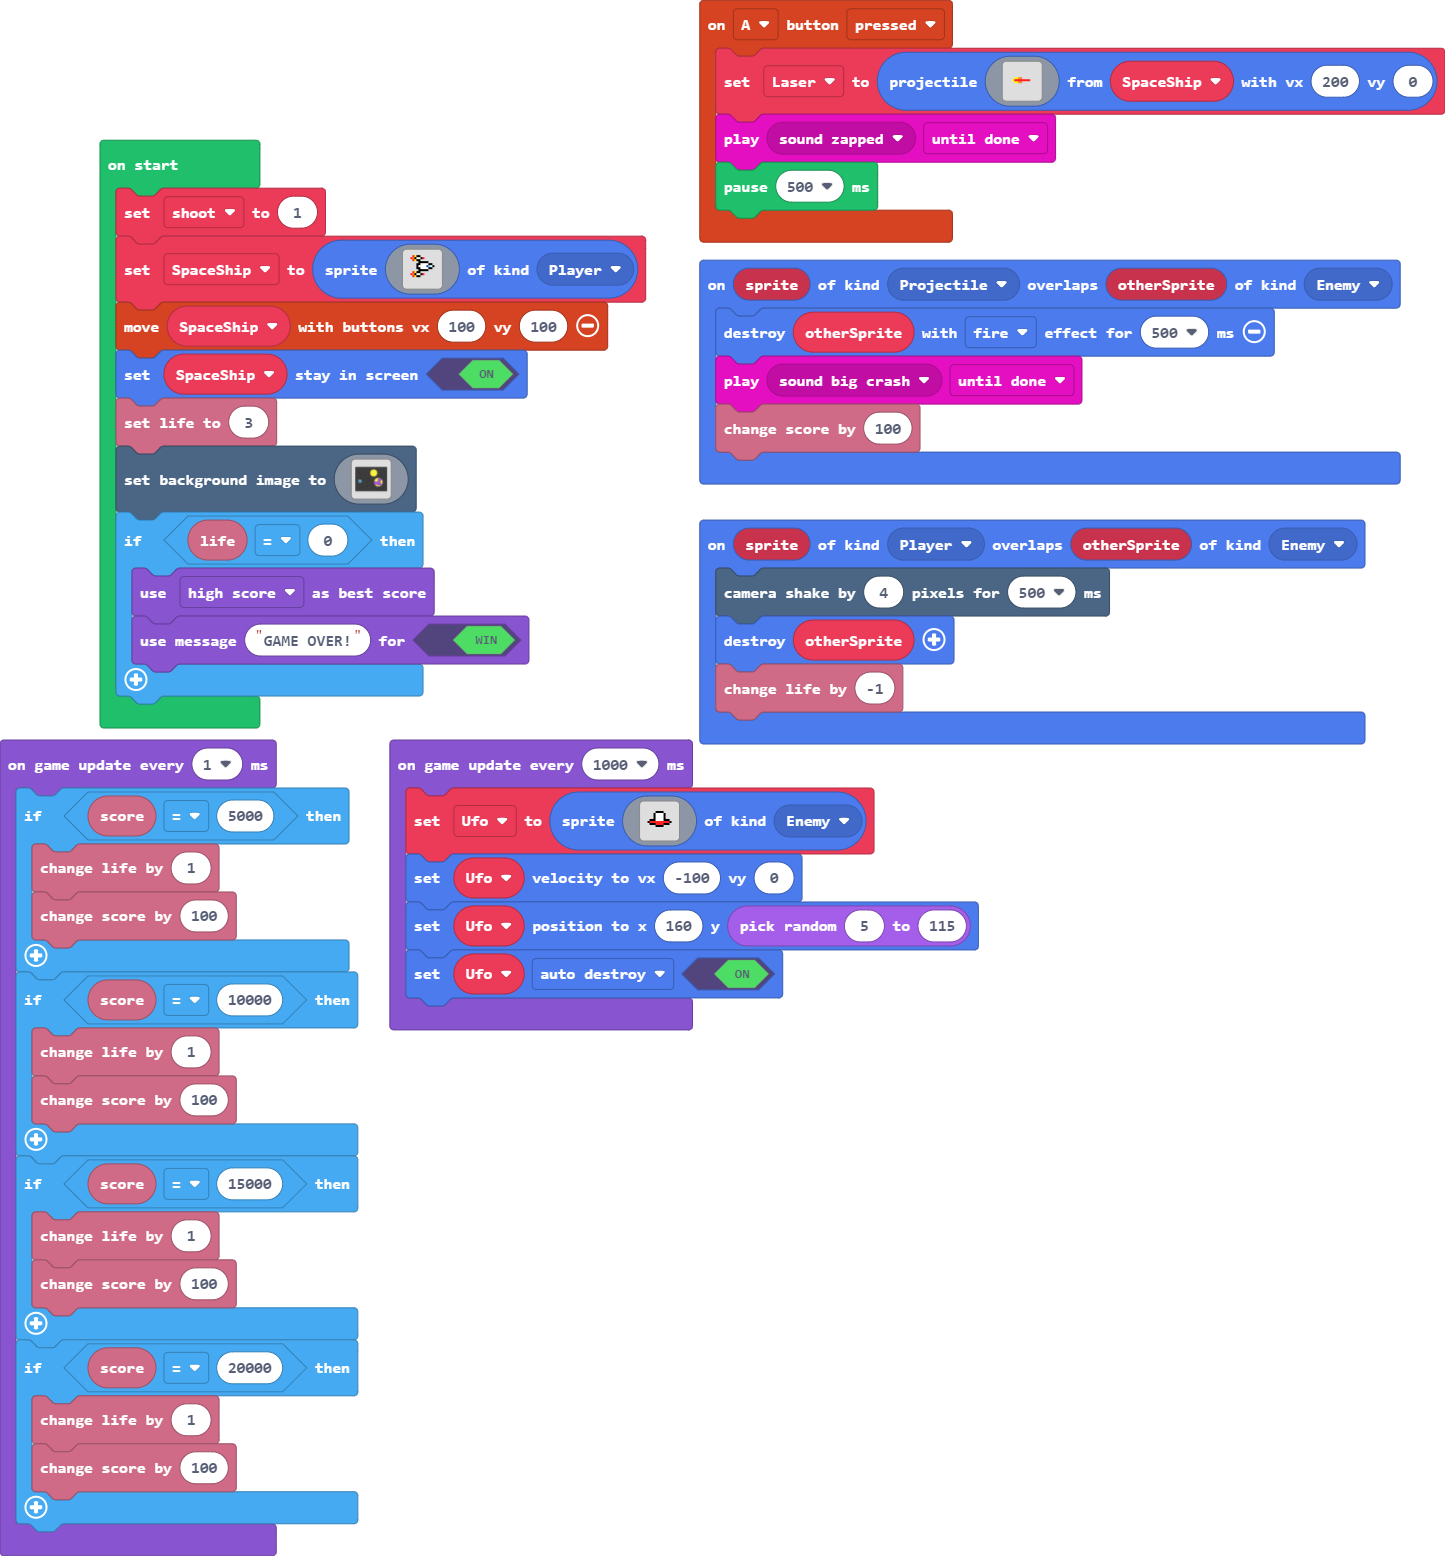 on start
set shoot to 1
set SpaceShip to sprite of kind Player
move SpaceShip with buttons vx 100 vy 100
set SpaceShip stay in screen ON
set life to 3
set background image to
if life = 0 then
use high score as best score
use message "GAME OVER!" for WIN
on A button pressed
set Laser to projectile from SpaceShip with vx 200 vy 0
play sound zapped until done
pause 500 ms
on sprite of kind Projectile overlaps otherSprite of kind Enemy
destroy otherSprite with fire effect for 500 ms
play sound big crash until done
change score by 100
on sprite of kind Player overlaps otherSprite of kind Enemy
camera shake by 4 pixels for 500 ms
destroy otherSprite
change life by -1
on game update every 1 ms
if score = 5000 then
change life by 1
change score by 100
if score = 10000 then
change life by 1
change score by 100
if score = 15000 then
change life by 1
change score by 100
if score = 20000 then
change life by 1
change score by 100
on game update every 1000 ms
set Ufo to sprite of kind Enemy
set Ufo velocity to vx -100 vy 0
set Ufo position to x 160 y pick random 5 to 115
set Ufo auto destroy ON